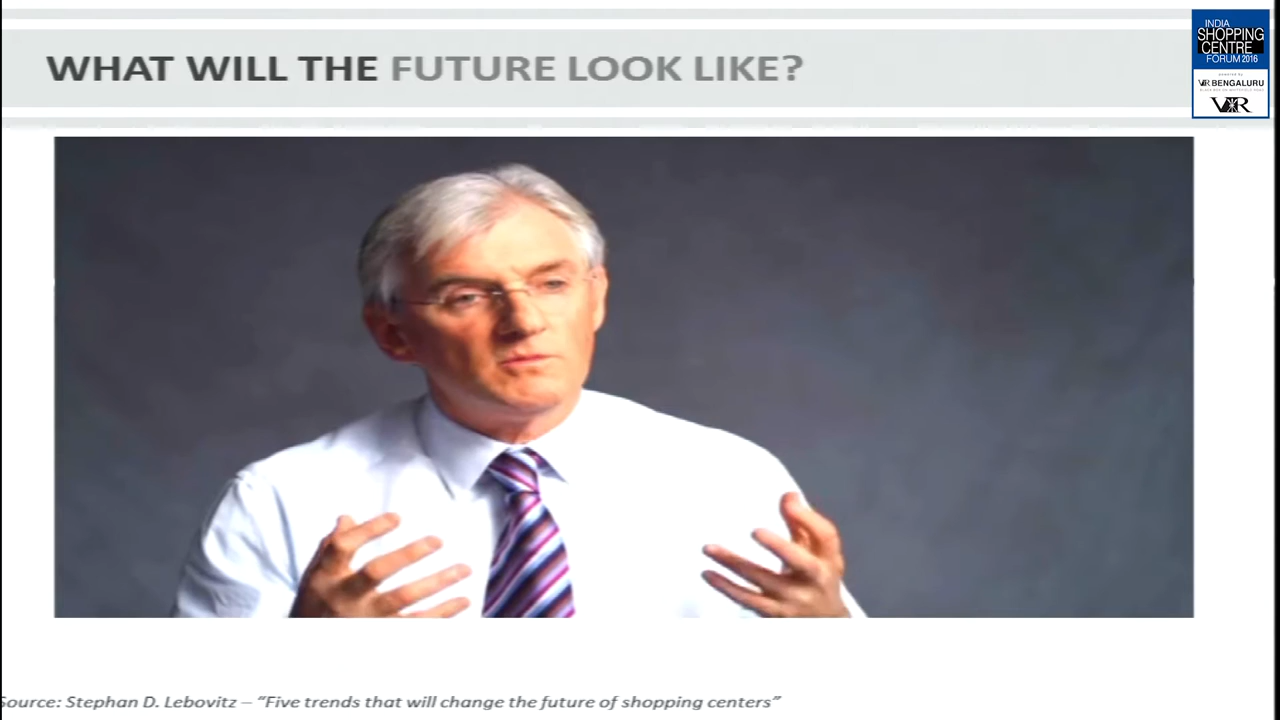 WHAT WILL THE FUTURE LOOK LIKE?
INDIA
SHOPPING
CENTRE
FORUM 2016
VR BENGALURU
VR
Source: Stephan D. Lebovitz – “Five trends that will change the future of shopping centers”